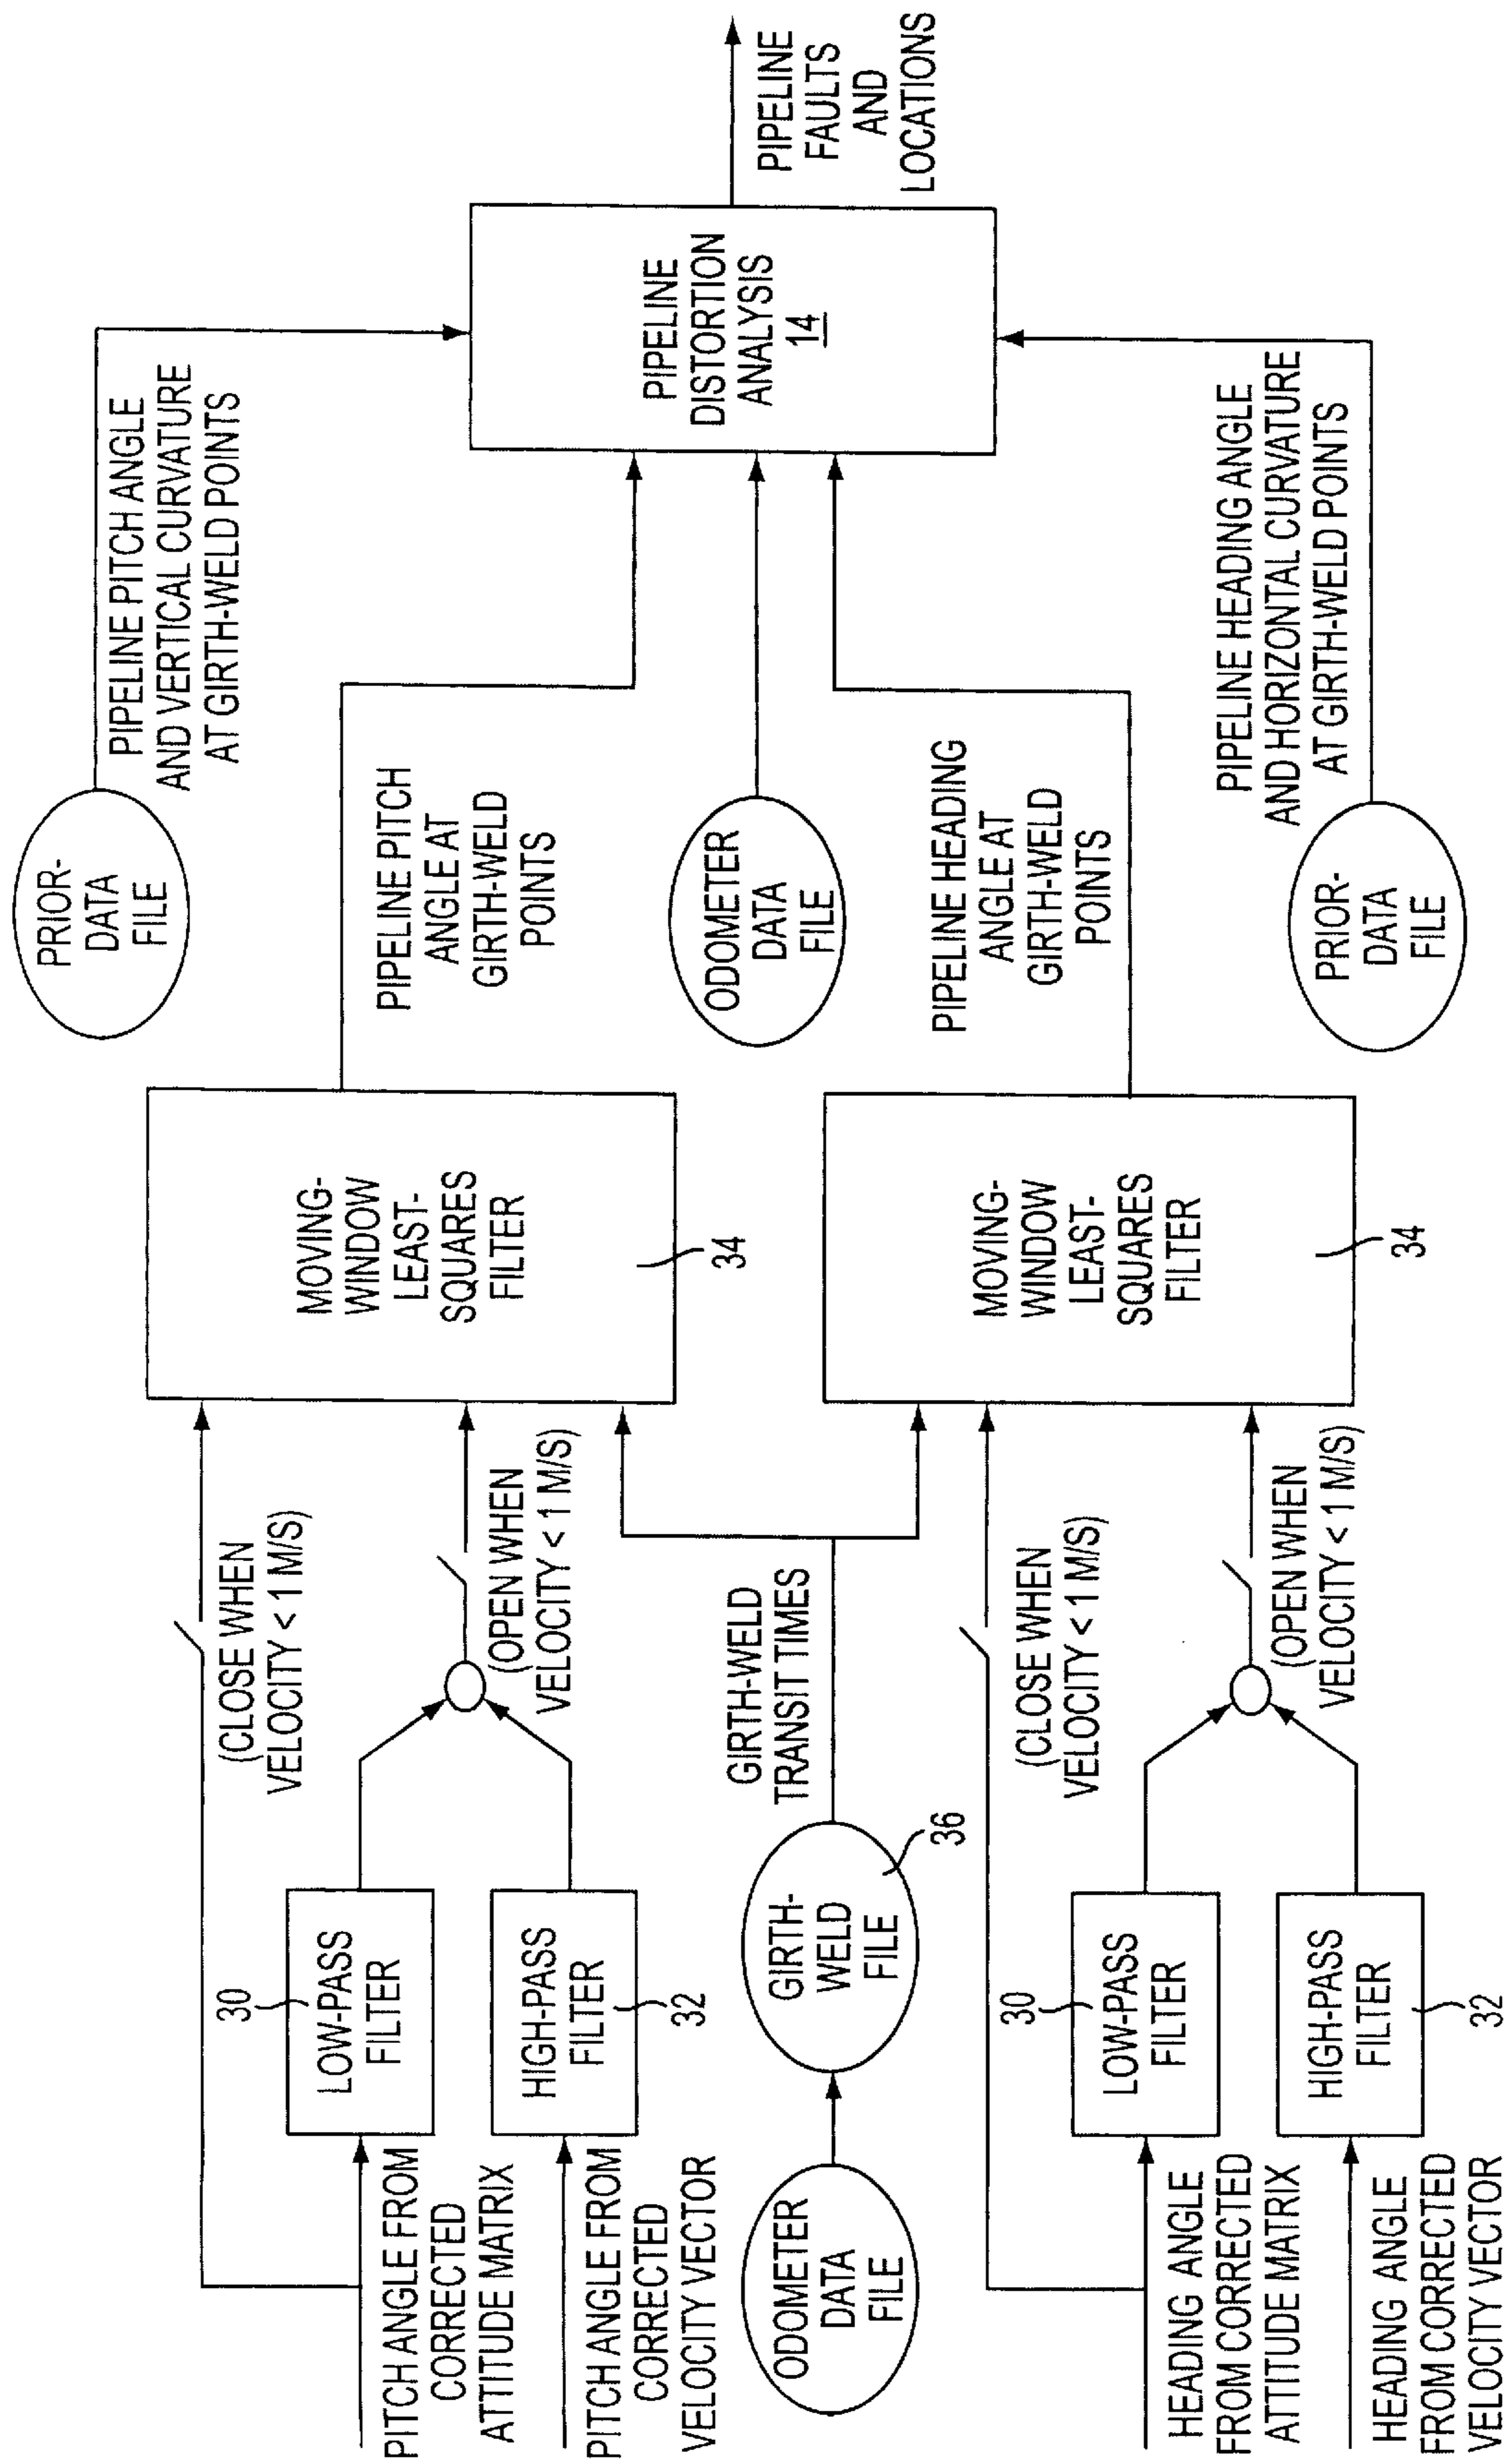 PITCH ANGLE FROM
CORRECTED
ATTITUDE MATRIX
PITCH ANGLE FROM
CORRECTED
VELOCITY VECTOR
30
LOW-PASS
FILTER
HIGH-PASS
FILTER
32
(CLOSE WHEN
VELOCITY < 1 M/S)
(OPEN WHEN
VELOCITY < 1 M/S)
MOVING-
WINDOW
LEAST-
SQUARES
FILTER
34
PRIOR-
DATA
FILE
PIPELINE PITCH ANGLE
AND VERTICAL CURVATURE
AT GIRTH-WELD POINTS
PIPELINE PITCH
ANGLE AT
GIRTH-WELD
POINTS
ODOMETER
DATA
FILE
GIRTH-
WELD
FILE
36
GIRTH-WELD
TRANSIT TIMES
ODOMETER
DATA
FILE
PIPELINE
DISTORTION
ANALYSIS
14
PIPELINE
FAULTS
AND
LOCATIONS
HEADING ANGLE
FROM CORRECTED
ATTITUDE MATRIX
HEADING ANGLE
FROM CORRECTED
VELOCITY VECTOR
30
LOW-PASS
FILTER
HIGH-PASS
FILTER
32
(CLOSE WHEN
VELOCITY < 1 M/S)
(OPEN WHEN
VELOCITY < 1 M/S)
MOVING-
WINDOW
LEAST-
SQUARES
FILTER
34
PIPELINE HEADING
ANGLE AT
GIRTH-WELD
POINTS
PRIOR-
DATA
FILE
PIPELINE HEADING ANGLE
AND HORIZONTAL CURVATURE
AT GIRTH-WELD POINTS